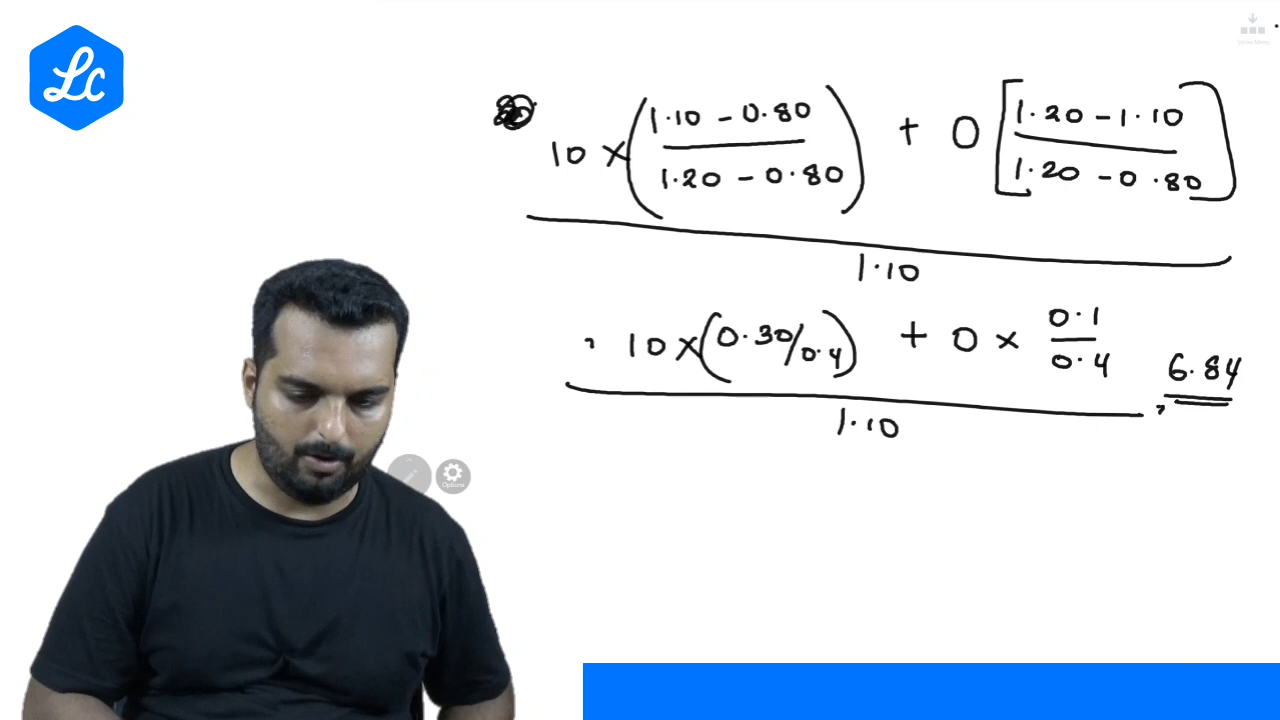 Lc
1.10 - 0.80
1.20 - 1.10
10 × ( ) + 0 [ ]
1.20 - 0.80
1.20 - 0.80
1.10
= 10 × (0.30/0.4) + 0 × 0.1/0.4 = 6.84
1.10
Options